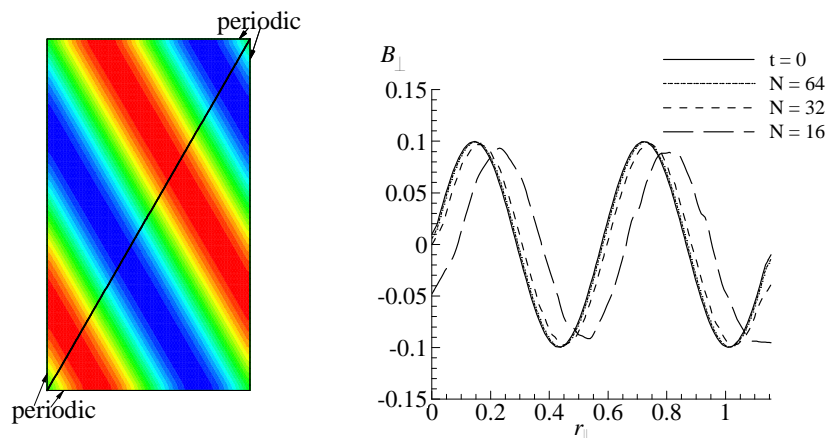 periodic
periodic
B⊥
t = 0
N = 64
N = 32
N = 16
0.15
0.1
0.05
0
-0.05
-0.1
-0.15
0 0.2 0.4 0.6 0.8 1
r∥